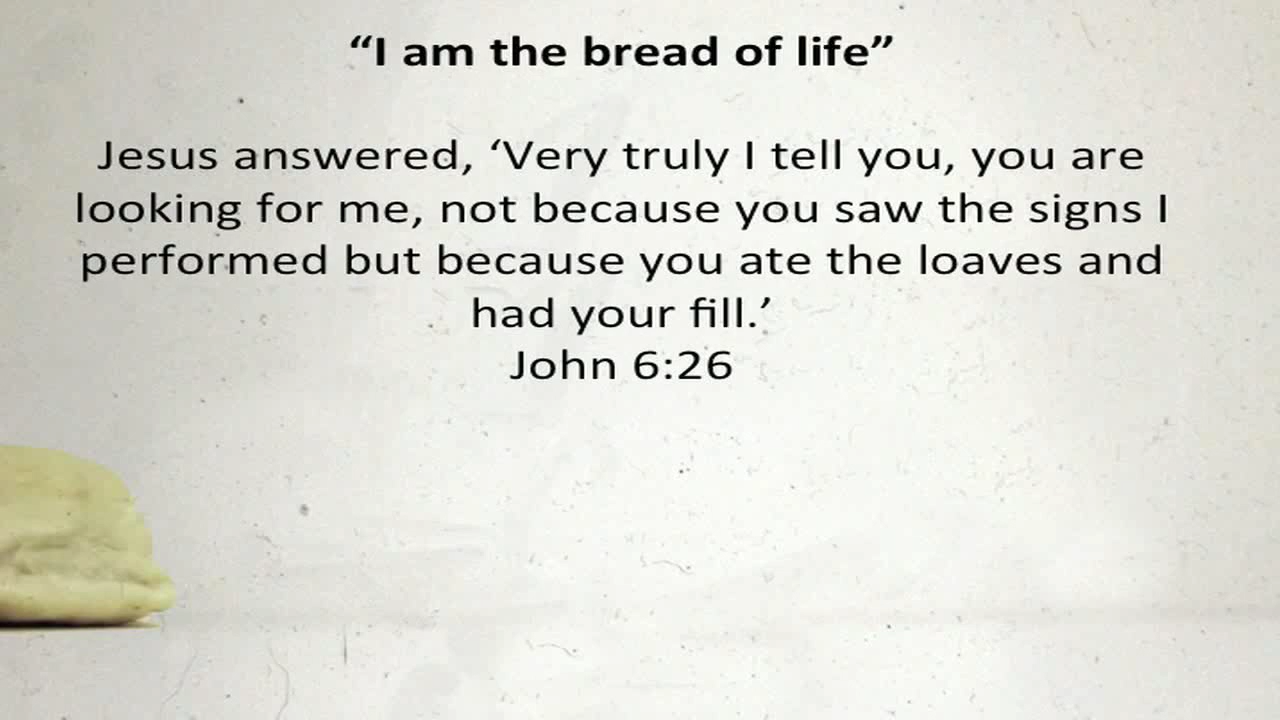 “I am the bread of life”
Jesus answered, ‘Very truly I tell you, you are
looking for me, not because you saw the signs I
performed but because you ate the loaves and
had your fill.’
John 6:26